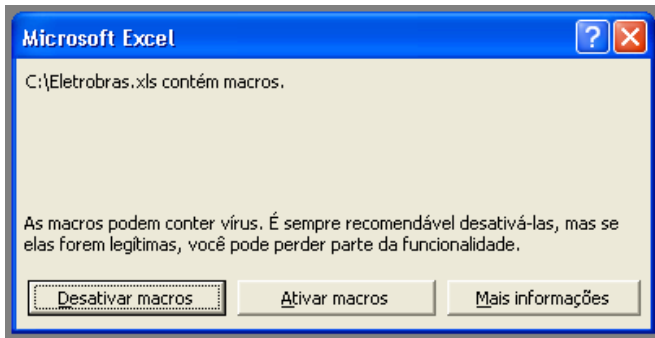 Microsoft Excel
C:\Eletrobras.xls contém macros.
As macros podem conter vírus. É sempre recomendável desativá-las, mas se
elas forem legítimas, você pode perder parte da funcionalidade.
Desativar macros Ativar macros Mais informações